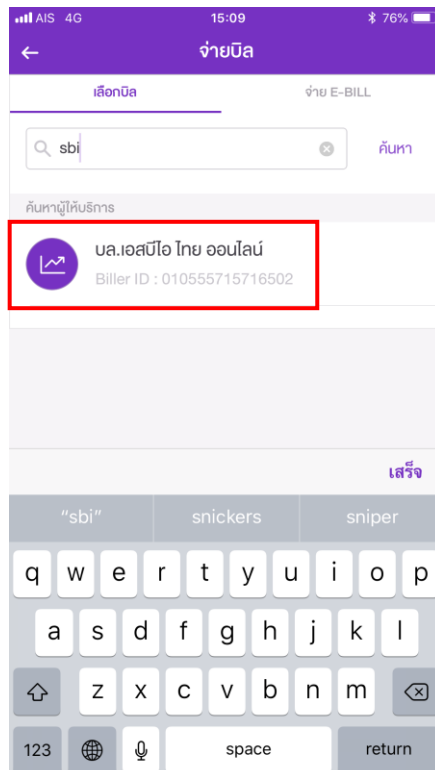 AIS 4G 15:09 76%
จ่ายบิล
เลือกบิล จ่าย E-BILL
sbi ค้นหา
ค้นหาผู้ให้บริการ
บล.เอสบีไอ ไทย ออนไลน์
Biller ID : 010555715716502
เสร็จ
“sbi” snickers sniper
q w e r t y u i o p
a s d f g h j k l
z x c v b n m
123 space return